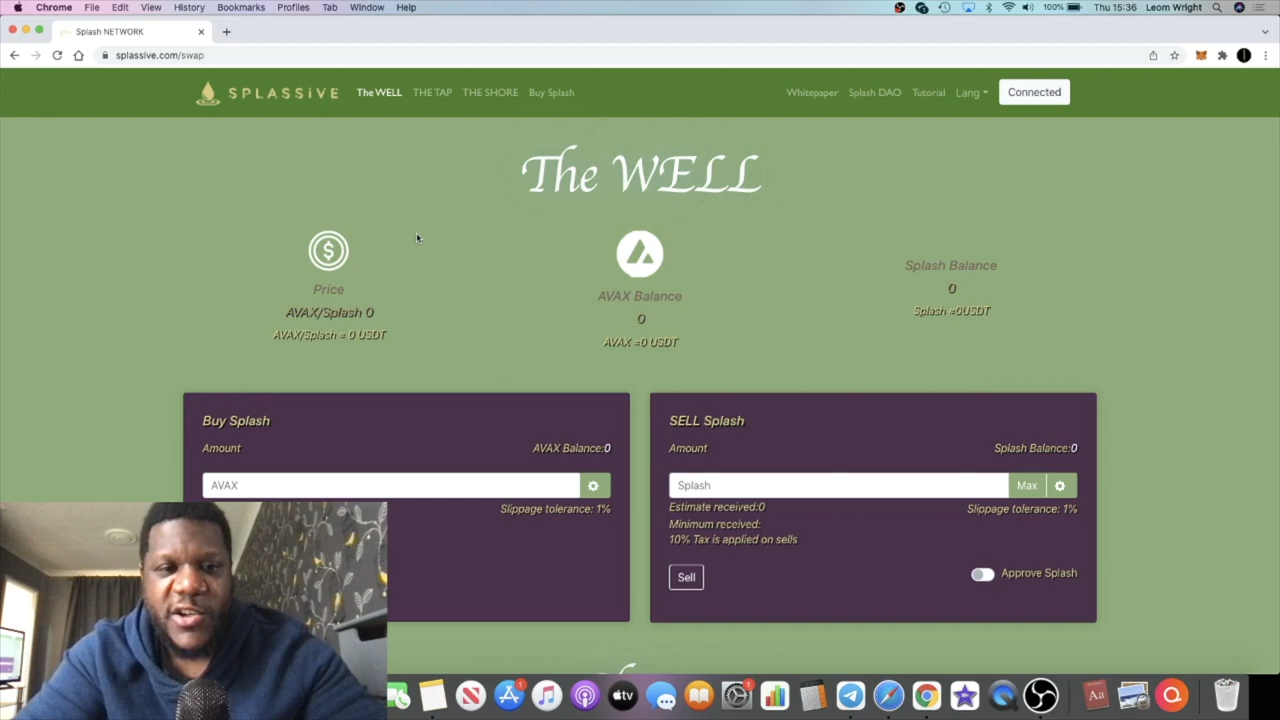 Chrome File Edit View History Bookmarks Profiles Tab Window Help 100% Thu 15:36 Leom Wright
Splash NETWORK
splassive.com/swap
SPLASSiVE The WELL THE TAP THE SHORE Buy Splash Whitepaper Splash DAO Tutorial Lang Connected
The WELL
Price
AVAX/Splash 0
AVAX/Splash = 0 USDT
AVAX Balance
0
AVAX =0 USDT
Splash Balance
0
Splash =0USDT
Buy Splash
Amount AVAX Balance:0
AVAX
Slippage tolerance: 1%
SELL Splash
Amount Splash Balance:0
Splash Max
Estimate received:0 Slippage tolerance: 1%
Minimum received:
10% Tax is applied on sells
Sell Approve Splash
tv
Aa